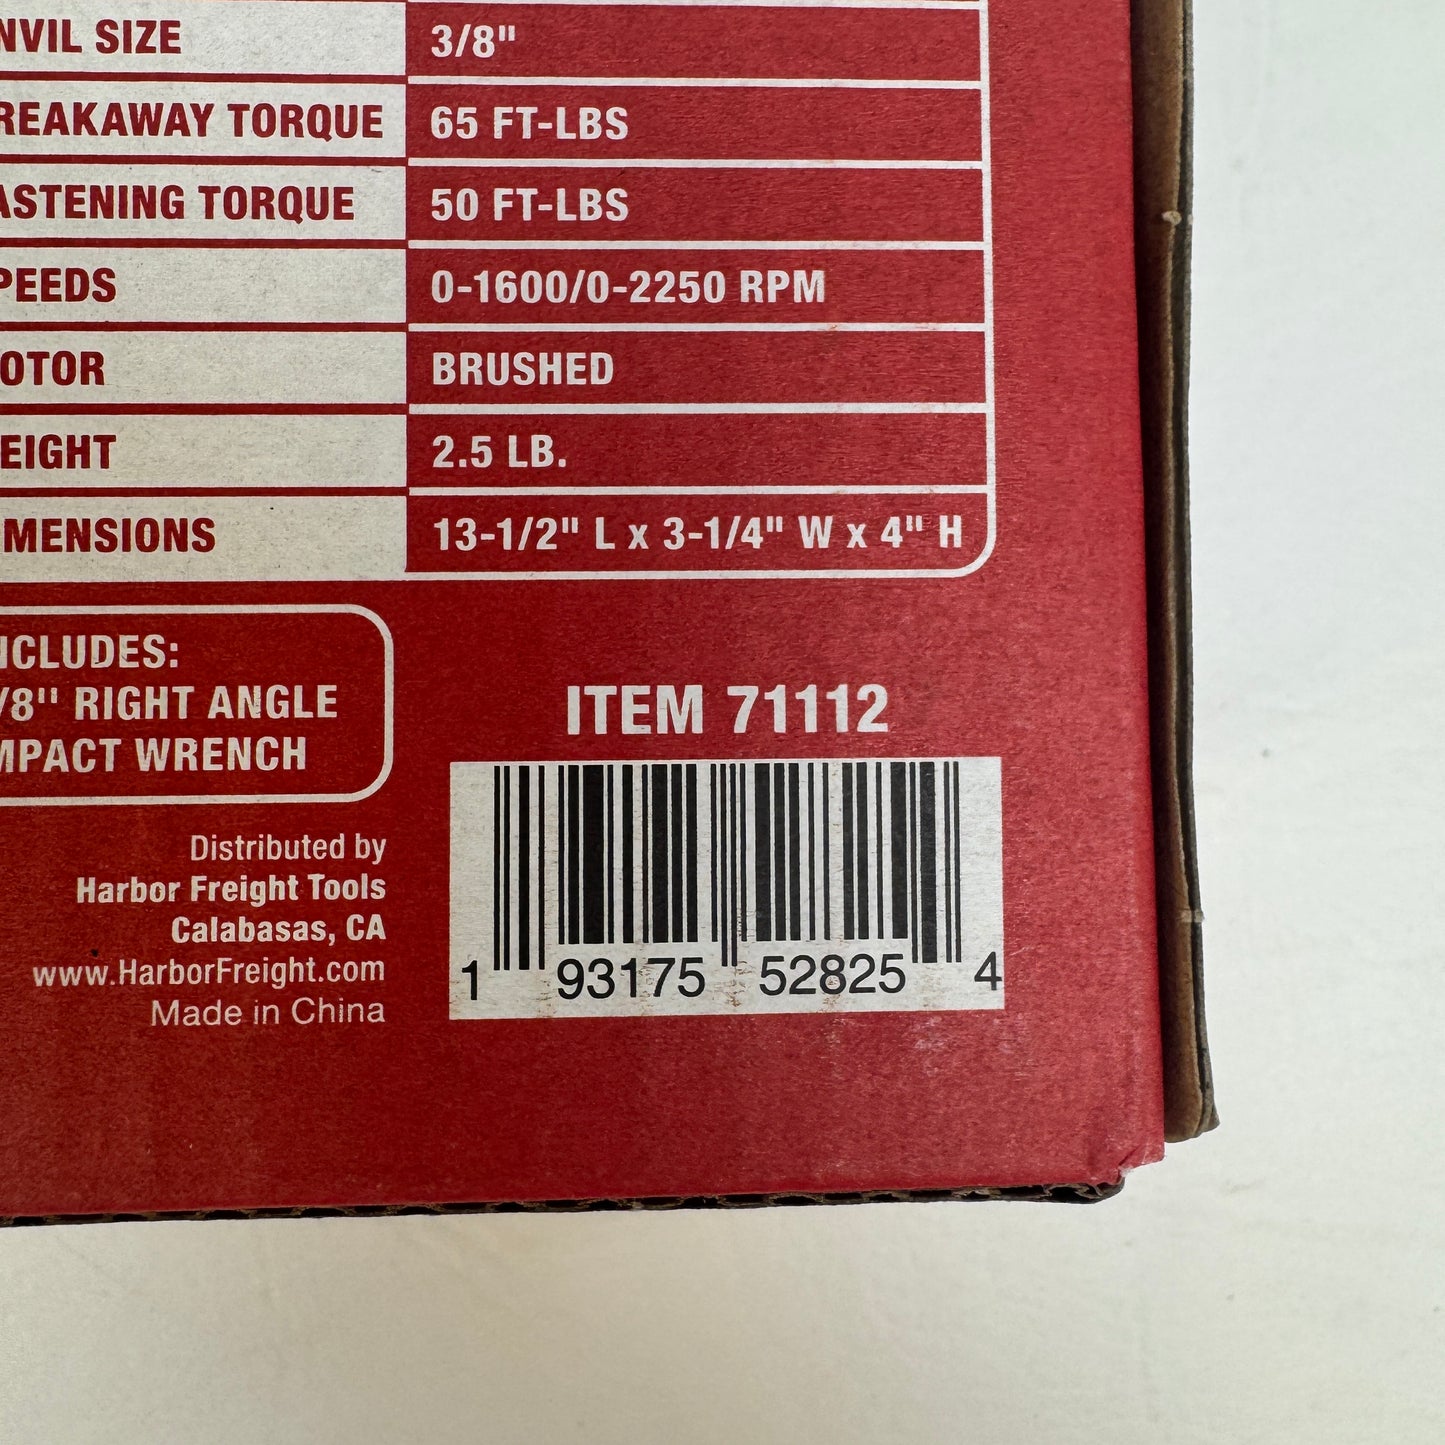 NVIL SIZE 3/8"
REAKAWAY TORQUE 65 FT-LBS
ASTENING TORQUE 50 FT-LBS
PEEDS 0-1600/0-2250 RPM
OTOR BRUSHED
EIGHT 2.5 LB.
MENSIONS 13-1/2" L x 3-1/4" W x 4" H
NCLUDES:
/8" RIGHT ANGLE
MPACT WRENCH
ITEM 71112
Distributed by
Harbor Freight Tools
Calabasas, CA
www.HarborFreight.com
Made in China
1 93175 52825 4